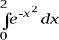 ∫₀² e^{-x²} dx